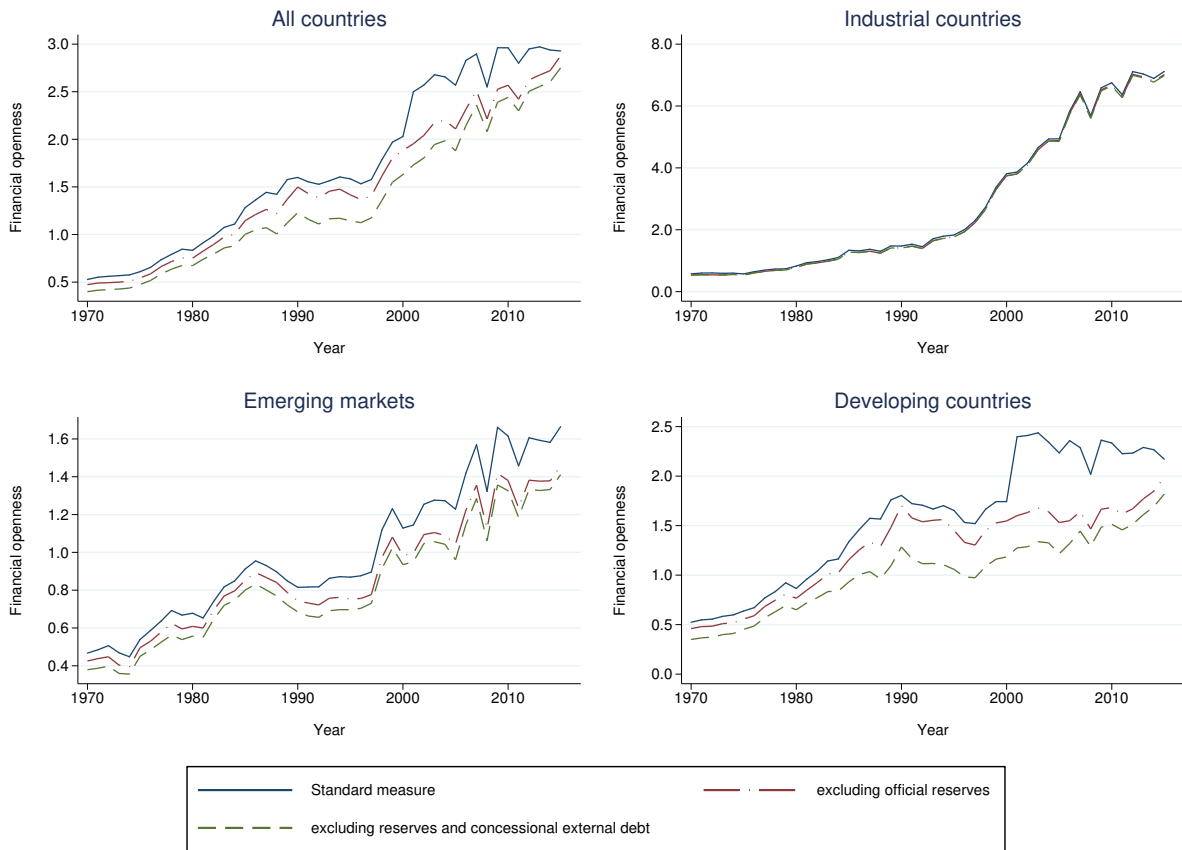 All countries
Financial openness
3.0
2.5
2.0
1.5
1.0
0.5
1970 1980 1990 2000 2010
Year
Industrial countries
Financial openness
8.0
6.0
4.0
2.0
0.0
1970 1980 1990 2000 2010
Year
Emerging markets
Financial openness
1.6
1.4
1.2
1.0
0.8
0.6
0.4
1970 1980 1990 2000 2010
Year
Developing countries
Financial openness
2.5
2.0
1.5
1.0
0.5
0.0
1970 1980 1990 2000 2010
Year
Standard measure
excluding official reserves
excluding reserves and concessional external debt